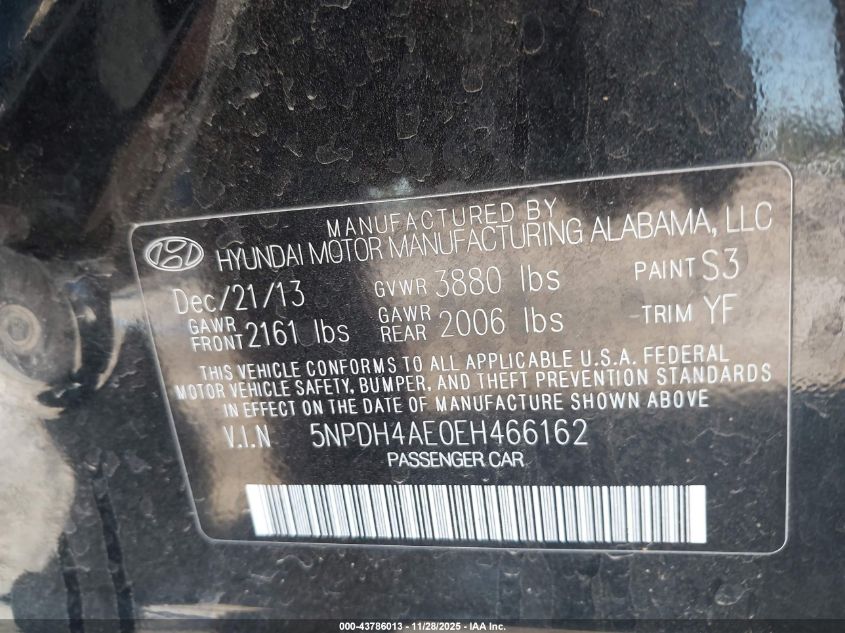 MANUFACTURED BY
HYUNDAI MOTOR MANUFACTURING ALABAMA, LLC
Dec/21/13 GVWR 3880 lbs PAINT S3
GAWR FRONT 2161 lbs GAWR REAR 2006 lbs TRIM YF
THIS VEHICLE CONFORMS TO ALL APPLICABLE U.S.A. FEDERAL
MOTOR VEHICLE SAFETY, BUMPER, AND THEFT PREVENTION STANDARDS
IN EFFECT ON THE DATE OF MANUFACTURE SHOWN ABOVE
V.I.N 5NPDH4AE0EH466162
PASSENGER CAR
000-43786013 - 11/28/2025 - IAA Inc.